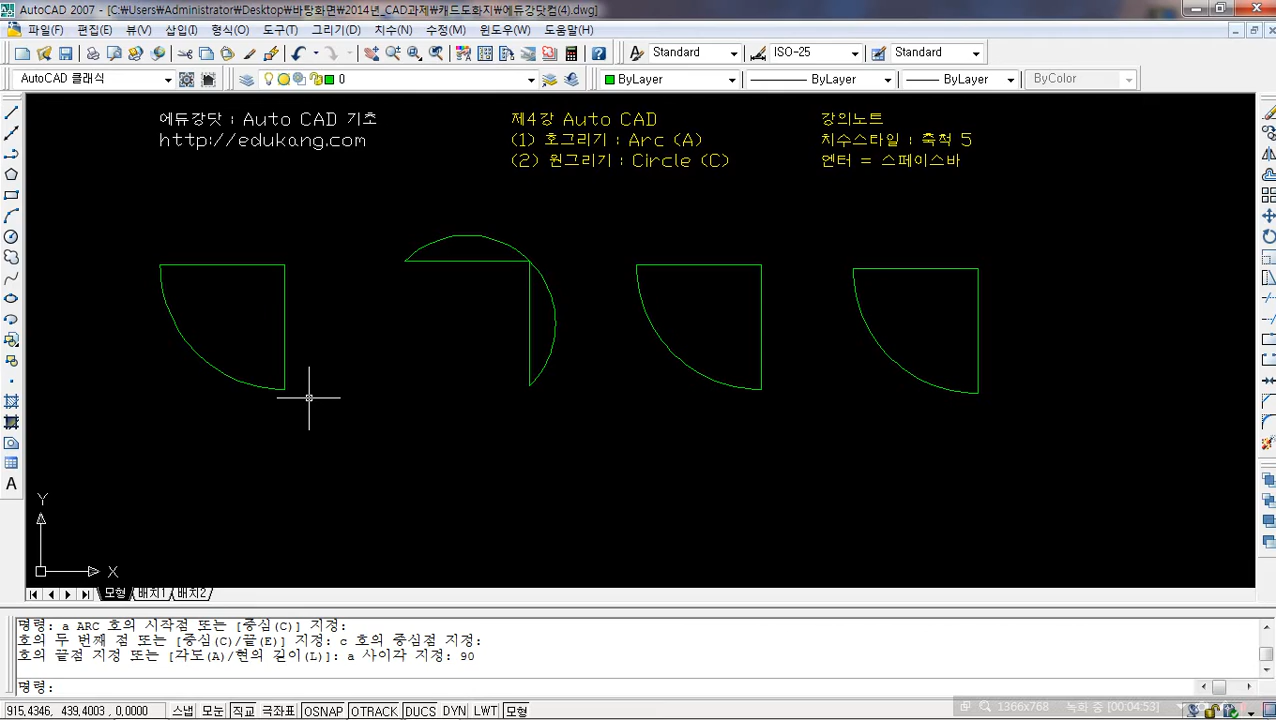 AutoCAD 2007 - [C:\Users\Administrator\Desktop\바탕화면\2014년_CAD과제\캐드도화지\에듀강닷컴(4).dwg]
파일(F) 편집(E) 뷰(V) 삽입(I) 형식(O) 도구(T) 그리기(D) 치수(N) 수정(M) 윈도우(W) 도움말(H)
Standard ISO-25 Standard
AutoCAD 클래식 0 ByLayer ByLayer ByLayer ByColor
에듀강닷 : Auto CAD 기초
http://edukang.com
제4강 Auto CAD
(1) 호그리기 : Arc (A)
(2) 원그리기 : Circle (C)
강의노트
치수스타일 : 축척 5
엔터 = 스페이스바
Y
X
모형 배치1 배치2
명령: a ARC 호의 시작점 또는 [중심(C)] 지정:
호의 두 번째 점 또는 [중심(C)/끝(E)] 지정: c 호의 중심점 지정:
호의 끝점 지정 또는 [각도(A)/현의 길이(L)]: a 사이각 지정: 90
명령:
915,4346, 439,4003, 0,0000 스냅 모눈 직교 극좌표 OSNAP OTRACK DUCS DYN LWT 모형 1366x768 녹화 중 [00:04:53]